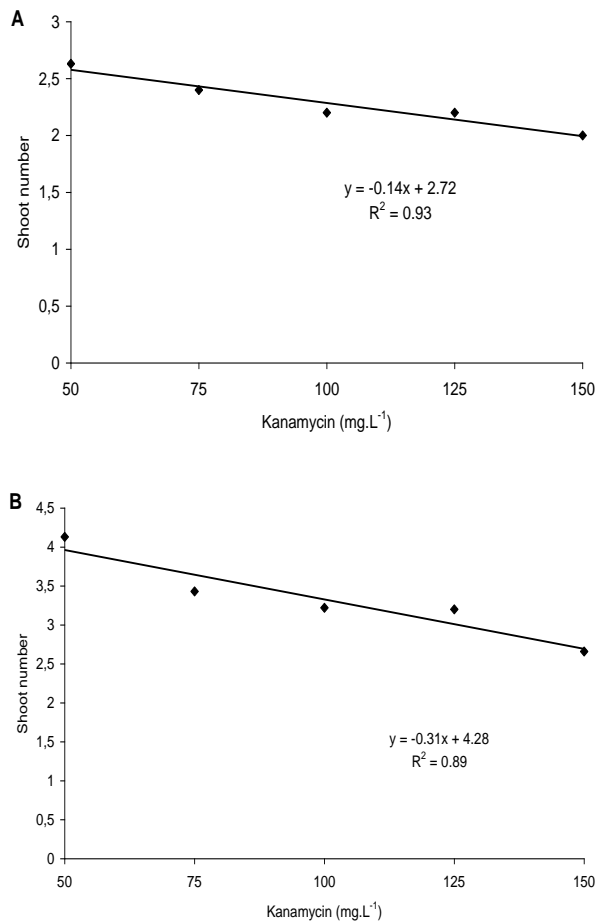 A
3
2,5
2
1,5
1
0,5
0
Shoot number
y = -0.14x + 2.72
R² = 0.93
50 75 100 125 150
Kanamycin (mg.L⁻¹)
B
4,5
4
3,5
3
2,5
2
1,5
1
0,5
0
Shoot number
y = -0.31x + 4.28
R² = 0.89
50 75 100 125 150
Kanamycin (mg.L⁻¹)